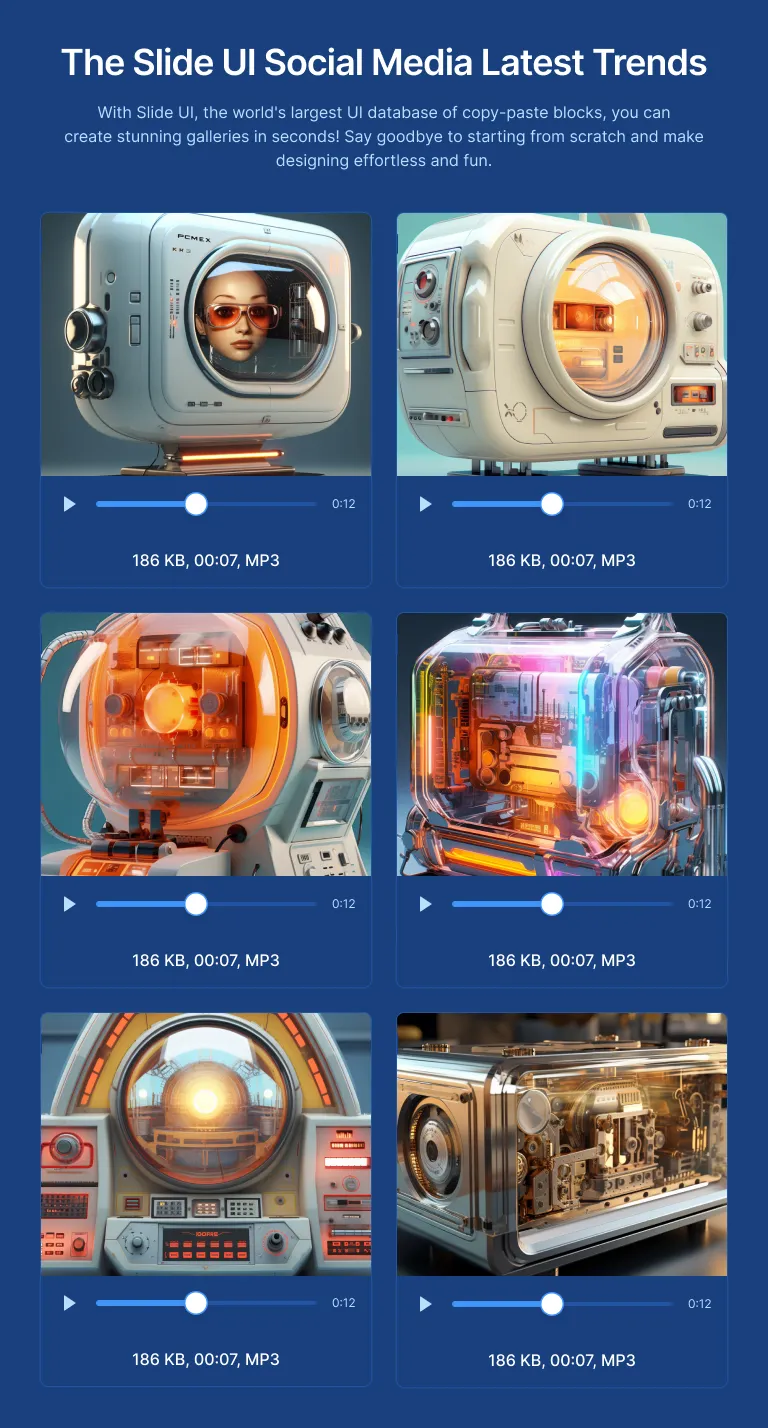 The Slide UI Social Media Latest Trends
With Slide UI, the world's largest UI database of copy-paste blocks, you can
create stunning galleries in seconds! Say goodbye to starting from scratch and make
designing effortless and fun.
PCMEX
0:12
0:12
186 KB, 00:07, MP3
186 KB, 00:07, MP3
0:12
0:12
186 KB, 00:07, MP3
186 KB, 00:07, MP3
0:12
0:12
186 KB, 00:07, MP3
186 KB, 00:07, MP3